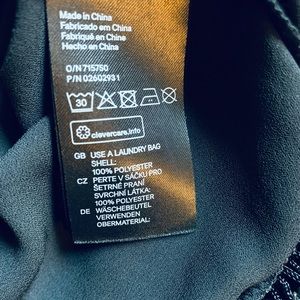 Made in China
Fabricado em China
Fabriqué en Chine
Hecho en China
O/N 715750
P/N 02602931
30
clevercare.info
GB USE A LAUNDRY BAG
SHELL:
100% POLYESTER
CZ PERTE V SÁČKU PRO
ŠETRNÉ PRANÍ
SVRCHNÍ LÁTKA:
100% POLYESTER
DE WÄSCHEBEUTEL
VERWENDEN
OBERMATERIAL: